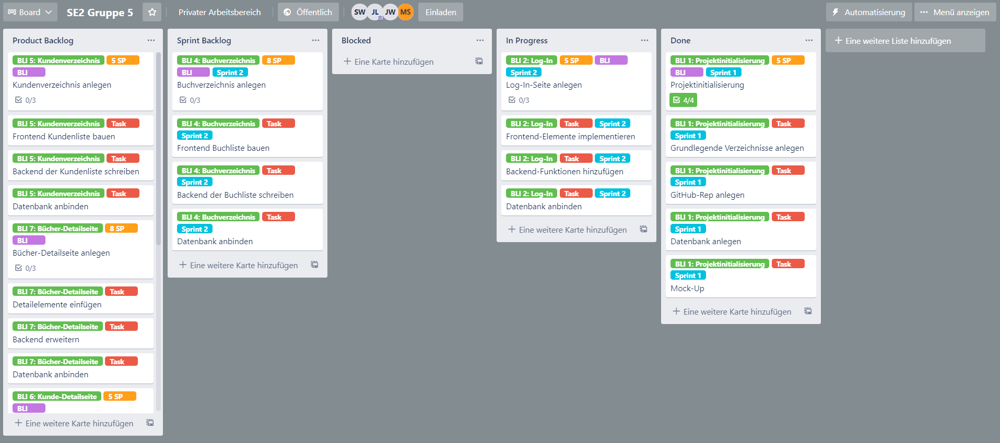 Board
SE2 Gruppe 5
Privater Arbeitsbereich
Öffentlich
SW JL JW MS
Einladen
Automatisierung
Menü anzeigen
Product Backlog
BLI 5: Kundenverzeichnis 5 SP
BLI
Kundenverzeichnis anlegen
0/3
BLI 5: Kundenverzeichnis Task
Frontend Kundenliste bauen
BLI 5: Kundenverzeichnis Task
Backend der Kundenliste schreiben
BLI 5: Kundenverzeichnis Task
Datenbank anbinden
BLI 7: Bücher-Detailseite 8 SP
BLI
Bücher-Detailseite anlegen
0/3
BLI 7: Bücher-Detailseite Task
Detailelemente einfügen
BLI 7: Bücher-Detailseite Task
Backend erweitern
BLI 7: Bücher-Detailseite Task
Datenbank anbinden
BLI 6: Kunde-Detailseite 5 SP
BLI
+ Eine weitere Karte hinzufügen
Sprint Backlog
BLI 4: Buchverzeichnis 8 SP
BLI Sprint 2
Buchverzeichnis anlegen
0/3
BLI 4: Buchverzeichnis Task
Sprint 2
Frontend Buchliste bauen
BLI 4: Buchverzeichnis Task
Sprint 2
Backend der Buchliste schreiben
BLI 4: Buchverzeichnis Task
Sprint 2
Datenbank anbinden
+ Eine weitere Karte hinzufügen
Blocked
+ Eine Karte hinzufügen
In Progress
BLI 2: Log-In 5 SP BLI
Sprint 2
Log-In-Seite anlegen
0/3
BLI 2: Log-In Task Sprint 2
Frontend-Elemente implementieren
BLI 2: Log-In Task Sprint 2
Backend-Funktionen hinzufügen
BLI 2: Log-In Task Sprint 2
Datenbank anbinden
+ Eine weitere Karte hinzufügen
Done
BLI 1: Projektinitialisierung 5 SP
BLI Sprint 1
Projektinitialisierung
4/4
BLI 1: Projektinitialisierung Task
Sprint 1
Grundlegende Verzeichnisse anlegen
BLI 1: Projektinitialisierung Task
Sprint 1
GitHub-Rep anlegen
BLI 1: Projektinitialisierung Task
Sprint 1
Datenbank anlegen
BLI 1: Projektinitialisierung Task
Sprint 1
Mock-Up
+ Eine weitere Karte hinzufügen
+ Eine weitere Liste hinzufügen